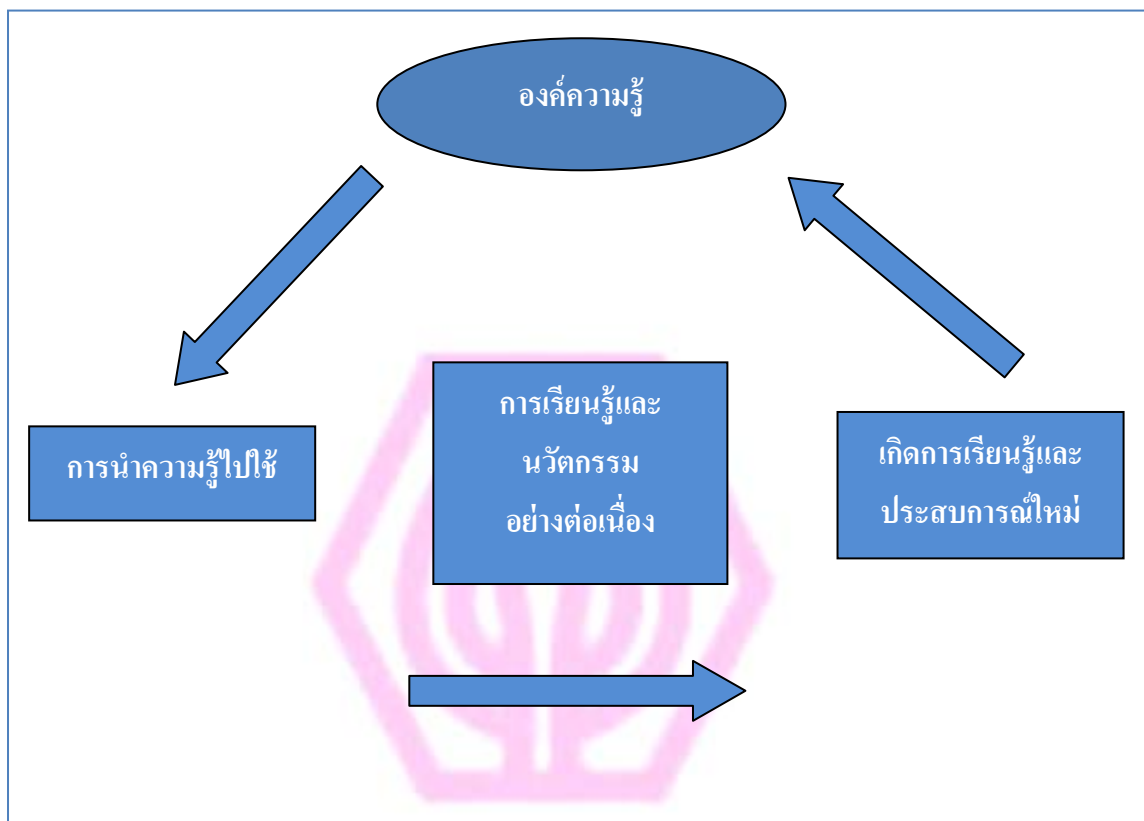 องค์ความรู้
การนำความรู้ไปใช้
การเรียนรู้และ
นวัตกรรม
อย่างต่อเนื่อง
เกิดการเรียนรู้และ
ประสบการณ์ใหม่